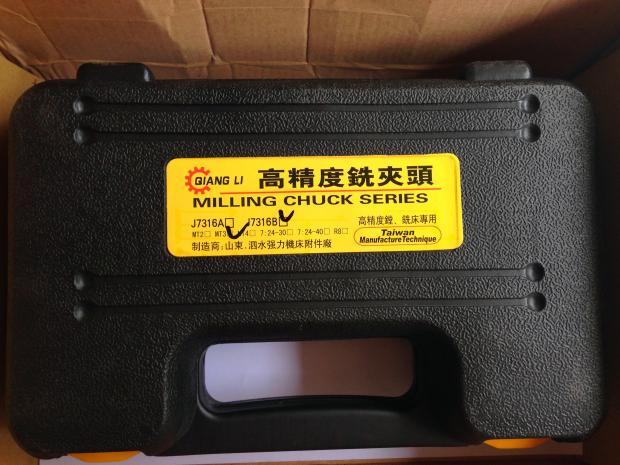 QIANG LI 高精度銑夾頭
MILLING CHUCK SERIES
J7316A□ J7316B□ 高精度鏜、銑床專用
MT2□ MT3□ MT4□ 7:24-30□ 7:24-40□ R8□ Taiwan
制造商:山東.泗水强力機床附件廠 Manufacture Technique